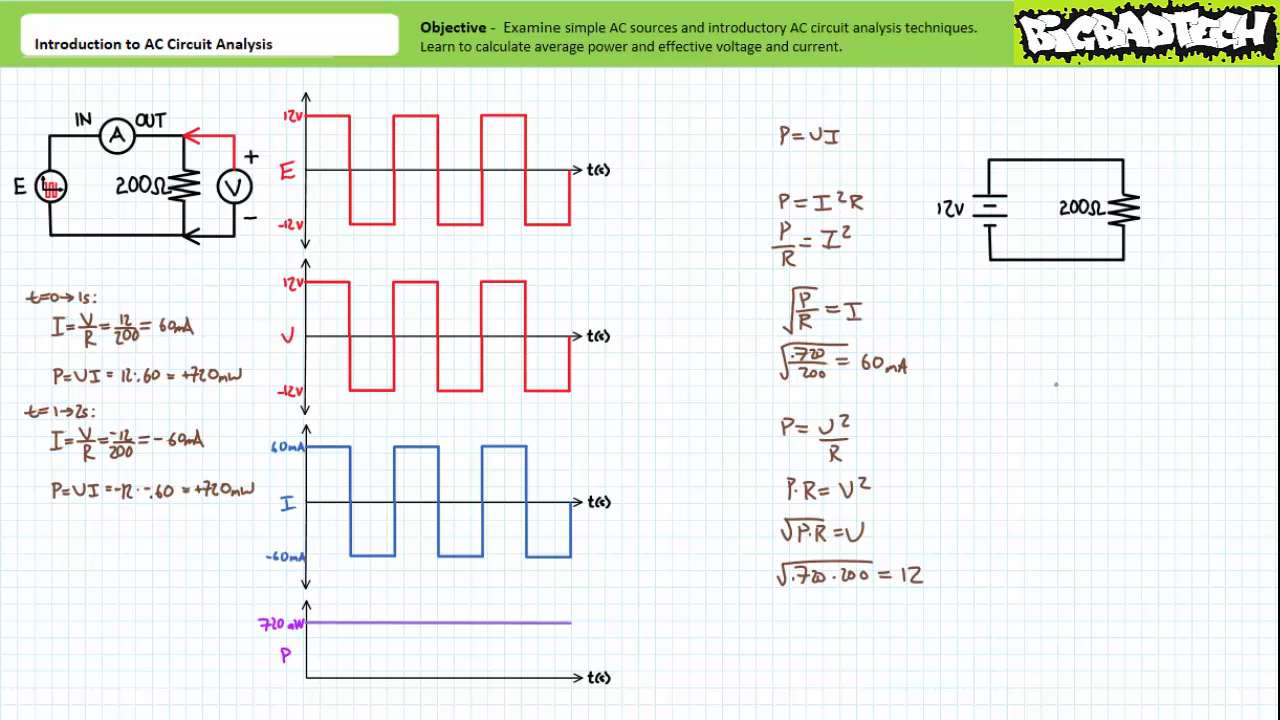 Introduction to AC Circuit Analysis
Objective - Examine simple AC sources and introductory AC circuit analysis techniques.
Learn to calculate average power and effective voltage and current.
BIGBADTECH
IN A OUT
E 200Ω V
+
-
t=0→1s:
I=V/R=12/200=60mA
P=VI=12·.60=+720mW
t=1→2s:
I=V/R=-12/200=-60mA
P=VI=-12·-.60=+720mW
12V
E
t(s)
-12V
12V
V
t(s)
-12V
60mA
I
t(s)
-60mA
720mW
P
t(s)
P=VI
P=I²R
P/R=I²
√P/R=I
√.720/200=60mA
P=V²/R
P·R=V²
√P·R=V
√.720·200=12
12V 200Ω